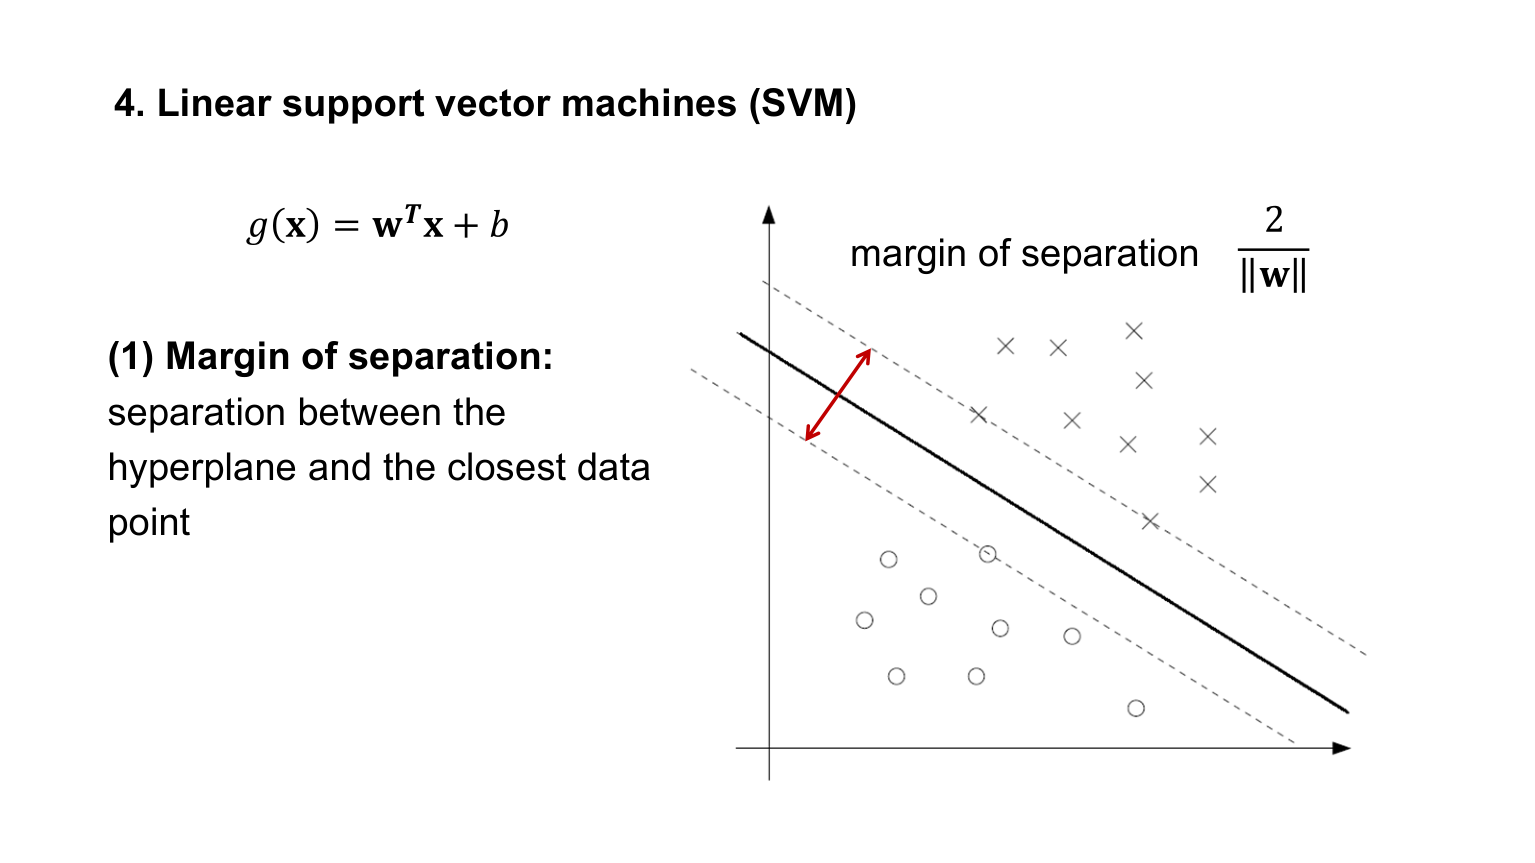 4. Linear support vector machines (SVM)
g(x) = wᵀx + b
margin of separation 2/‖w‖
(1) Margin of separation:
separation between the
hyperplane and the closest data
point